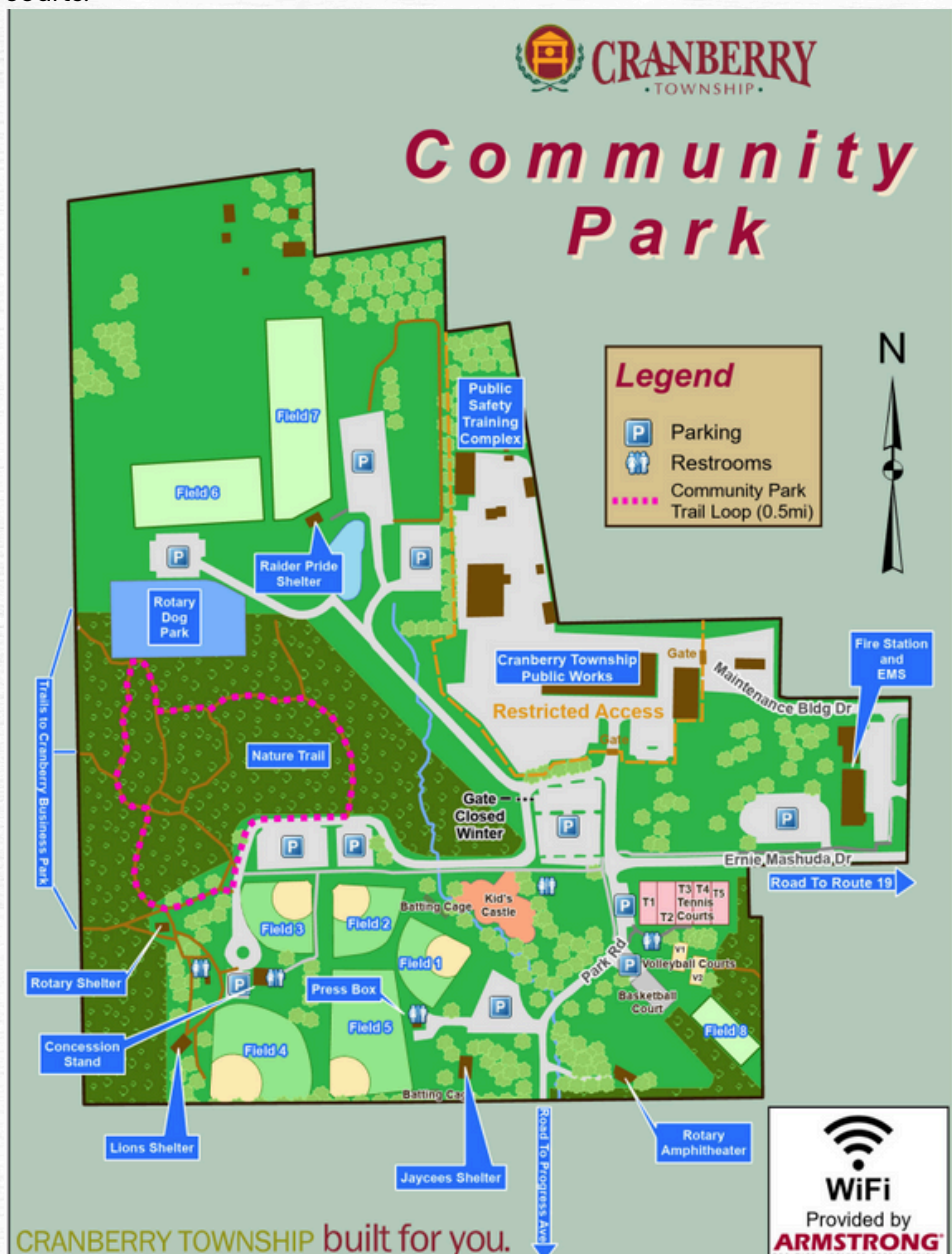 CRANBERRY
• TOWNSHIP •
Community
Park
N
Legend
P Parking
Restrooms
Community Park
Trail Loop (0.5mi)
Public
Safety
Training
Complex
Field 7
P
Field 6
P
P
Raider Pride
Shelter
Rotary
Dog
Park
Fire Station
and
EMS
Gate
Cranberry Township
Public Works
Maintenance Bldg Dr
Restricted Access
Gate
Trails to Cranberry Business Park
Nature Trail
Gate
Closed
Winter
P
P
P
P
Ernie Mashuda Dr
Road To Route 19
Kid's
Castle
Batting Cage
T1
T2
T3 T4 T5
Tennis
Courts
P
Field 3
Field 2
Field 1
Park Rd
V1
Volleyball Courts
V2
P
Basketball
Court
Rotary Shelter
P
Press Box
P
Concession
Stand
Field 4
Field 5
Field 8
Batting Cage
Lions Shelter
Jaycees Shelter
Road To Progress Ave
Rotary
Amphitheater
WiFi
Provided by
ARMSTRONG
CRANBERRY TOWNSHIP built for you.